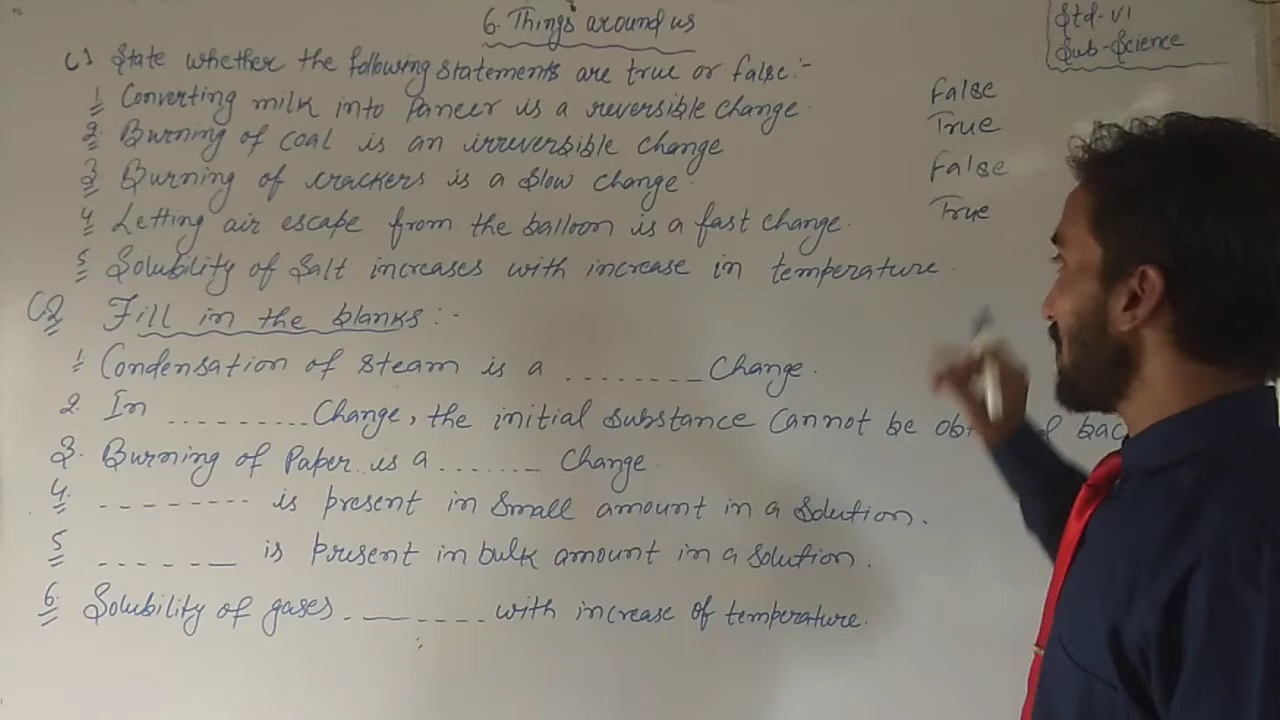 6. Things around us
Std-VI
Sub-Science
C) State whether the following statements are true or false:-
1 Converting milk into Paneer is a reversible change. False
2. Burning of coal is an irreversible change True
3 Burning of crackers is a slow change. False
4 Letting air escape from the balloon is a fast change. True
5 Solubility of Salt increases with increase in temperature.
Fill in the blanks:-
1 Condensation of steam is a ........ Change.
2. In ......... Change, the initial substance cannot be
3. Burning of Paper is a ....... Change.
4. --------- is present in small amount in a solution.
5 ------ is present in bulk amount in a solution.
6. Solubility of gases -------- with increase of temperature.